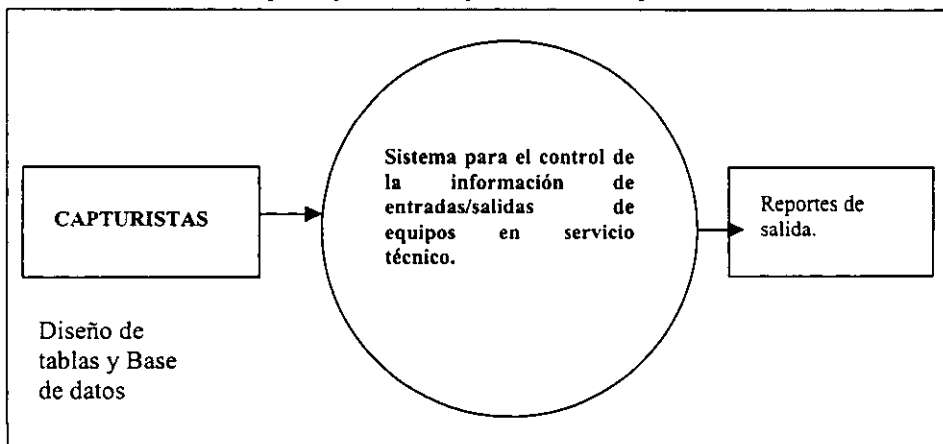 CAPTURISTAS
Diseño de
tablas y Base
de datos
Sistema para el control de
la información de
entradas/salidas de
equipos en servicio
técnico.
Reportes de
salida.